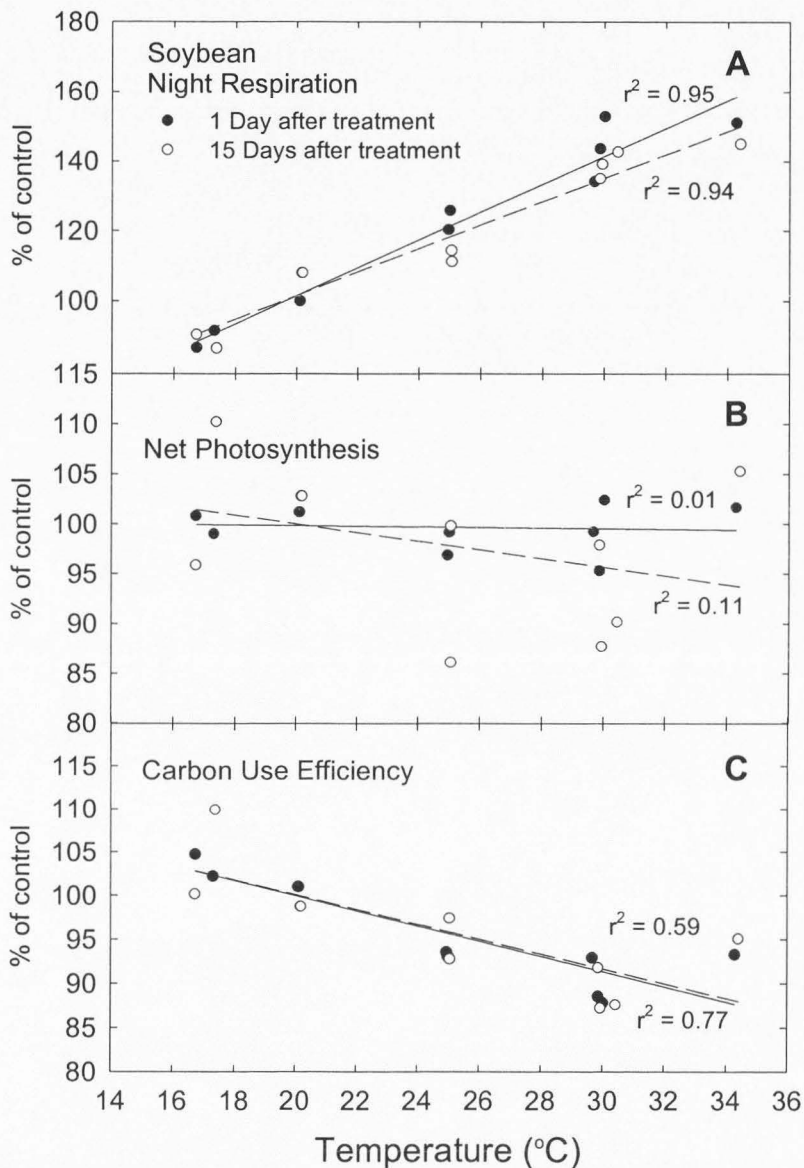 180
160
140
120
100
% of control
Soybean
Night Respiration
1 Day after treatment
15 Days after treatment
A
r² = 0.95
r² = 0.94
115
110
105
100
95
90
85
80
% of control
Net Photosynthesis
B
r² = 0.01
r² = 0.11
115
110
105
100
95
90
85
80
% of control
Carbon Use Efficiency
C
r² = 0.59
r² = 0.77
14 16 18 20 22 24 26 28 30 32 34 36
Temperature (°C)